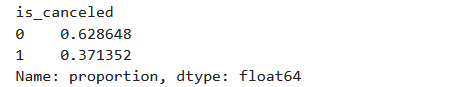 is_canceled
0    0.628648
1    0.371352
Name: proportion, dtype: float64